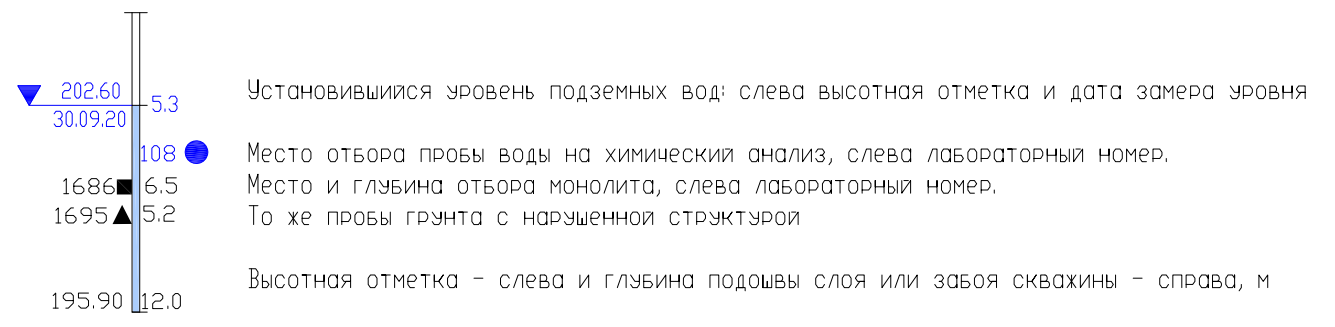 202.60
5.3
Установившийся уровень подземных вод: слева высотная отметка и дата замера уровня
30.09.20
108
Место отбора пробы воды на химический анализ, слева лабораторный номер.
1686 6.5
Место и глубина отбора монолита, слева лабораторный номер.
1695 5.2
То же пробы грунта с нарушенной структурой
Высотная отметка - слева и глубина подошвы слоя или забоя скважины - справа, м
195.90 12.0